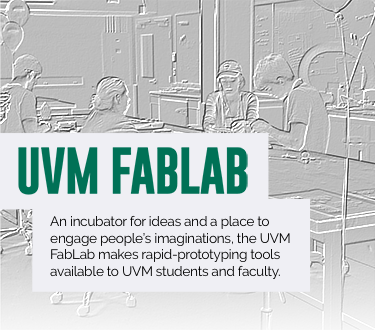 UVM FABLAB
An incubator for ideas and a place to
engage people's imaginations, the UVM
FabLab makes rapid-prototyping tools
available to UVM students and faculty.